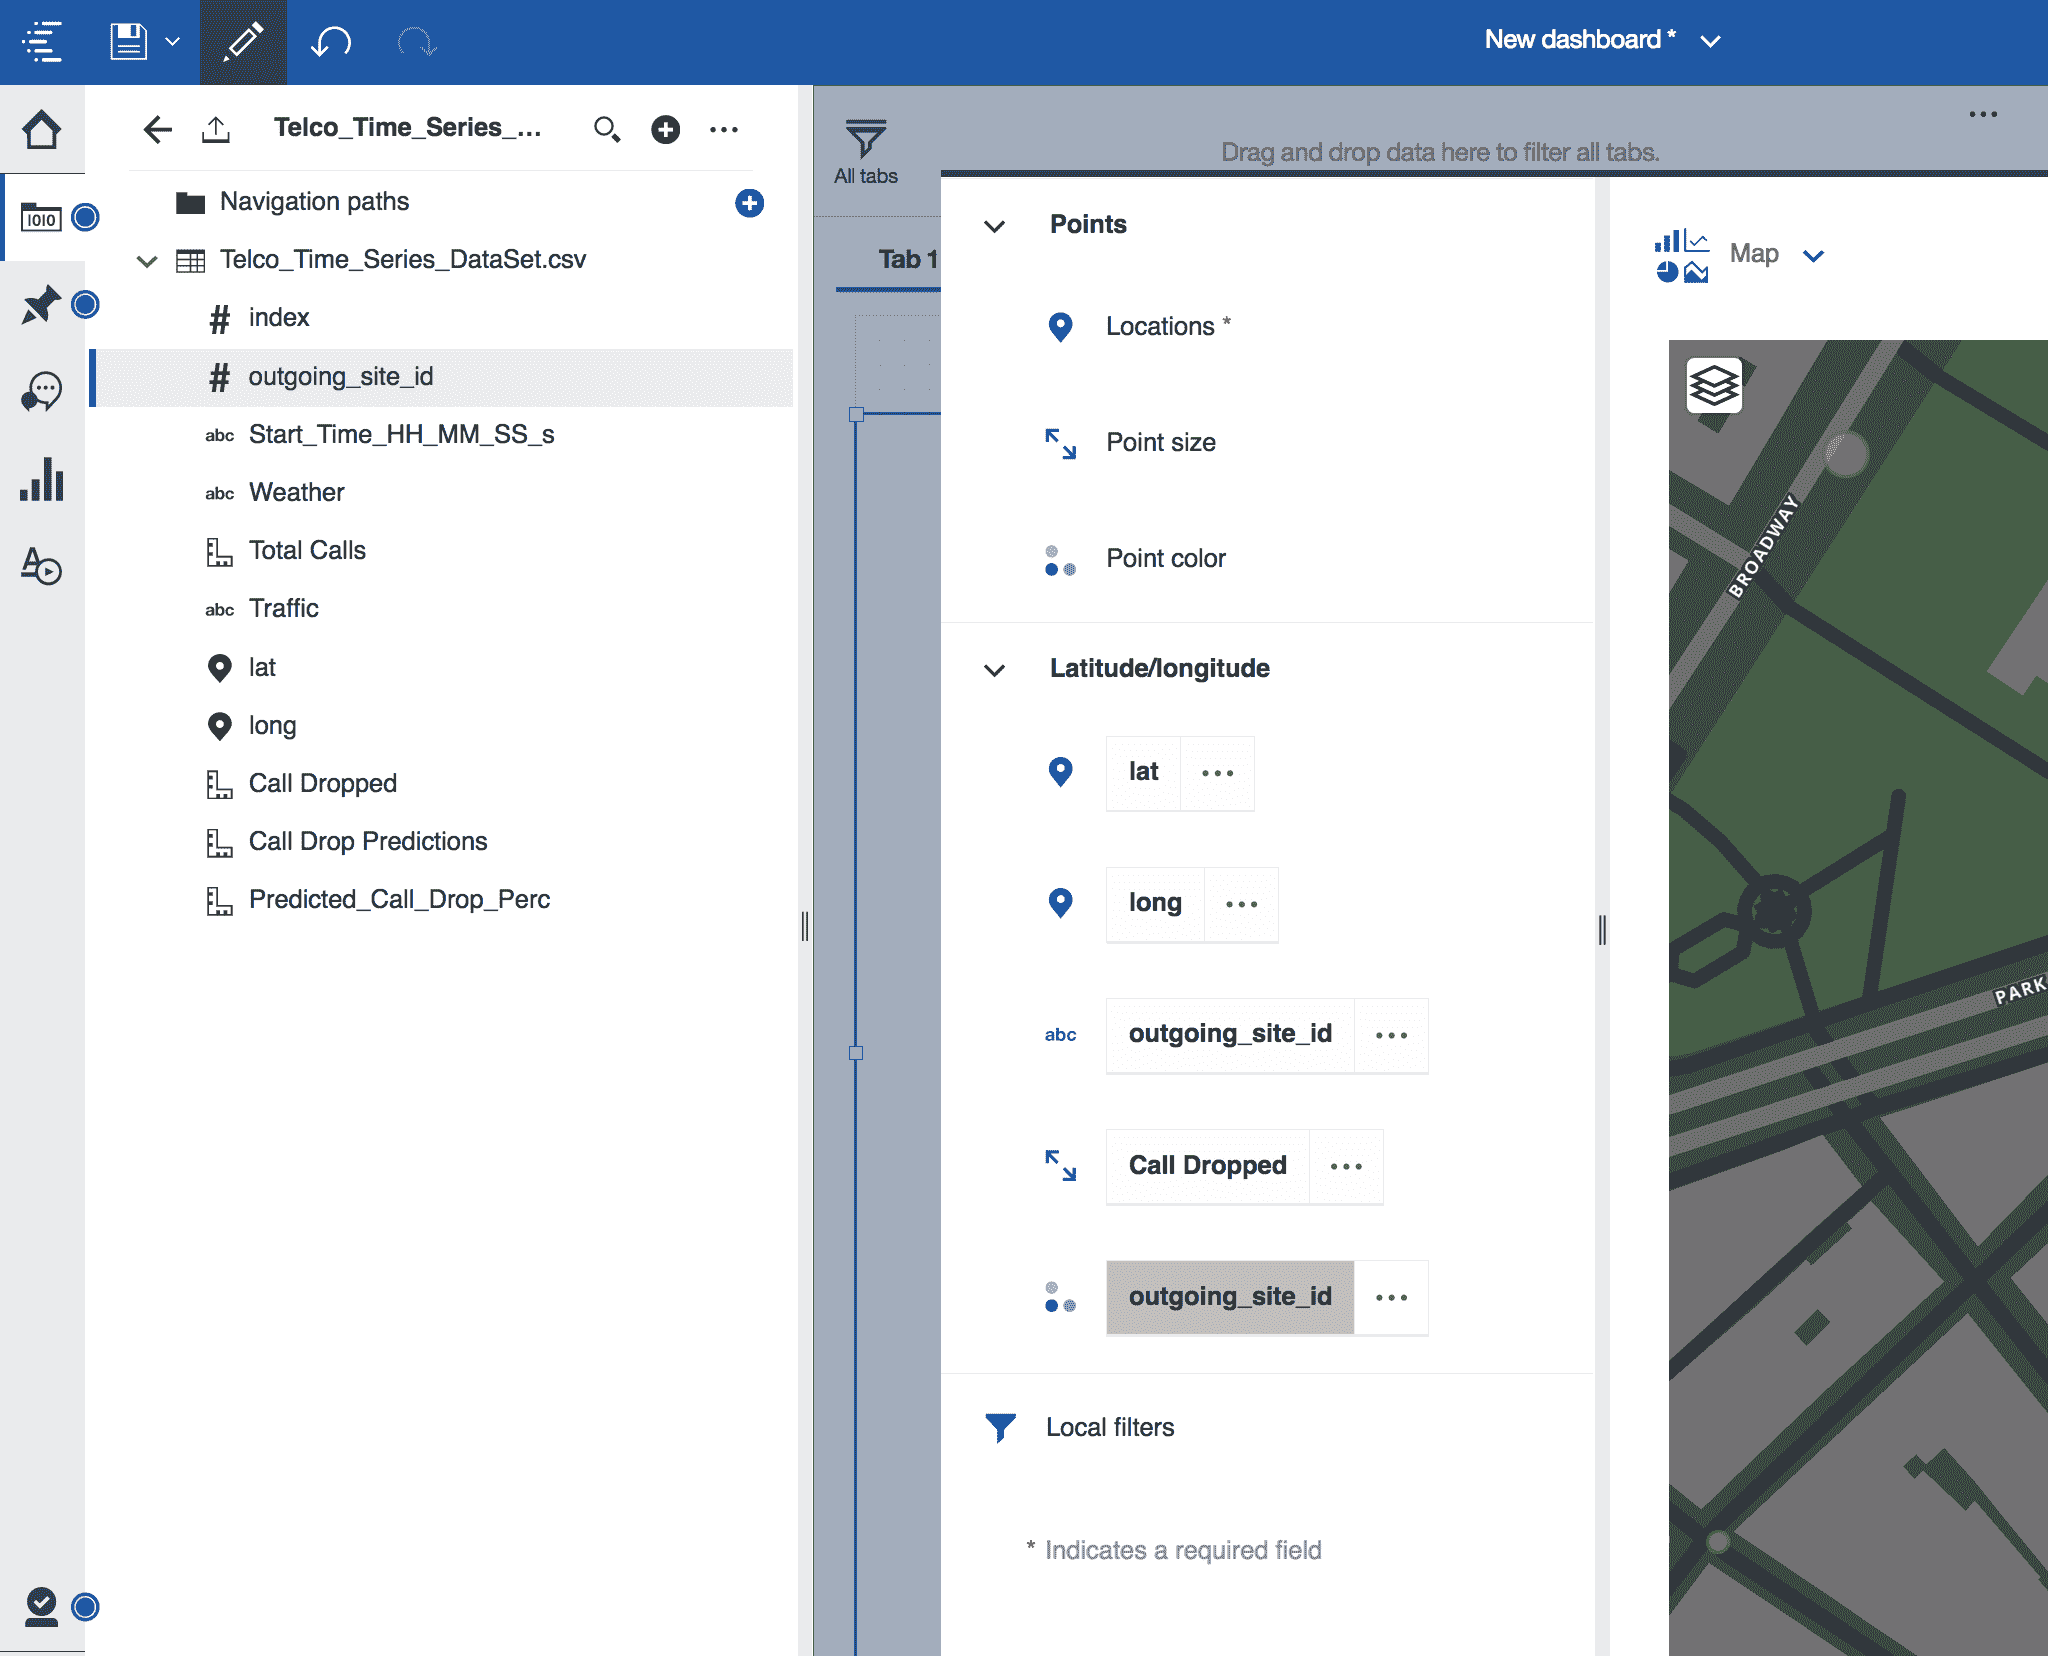 New dashboard *
Telco_Time_Series_...
Navigation paths
Telco_Time_Series_DataSet.csv
# index
# outgoing_site_id
abc Start_Time_HH_MM_SS_s
abc Weather
Total Calls
abc Traffic
lat
long
Call Dropped
Call Drop Predictions
Predicted_Call_Drop_Perc
1010
All tabs
Drag and drop data here to filter all tabs.
Tab 1
Points
Locations *
Point size
Point color
Latitude/longitude
lat
long
abc outgoing_site_id
Call Dropped
outgoing_site_id
Local filters
* Indicates a required field
Map
BROADWAY
PARK